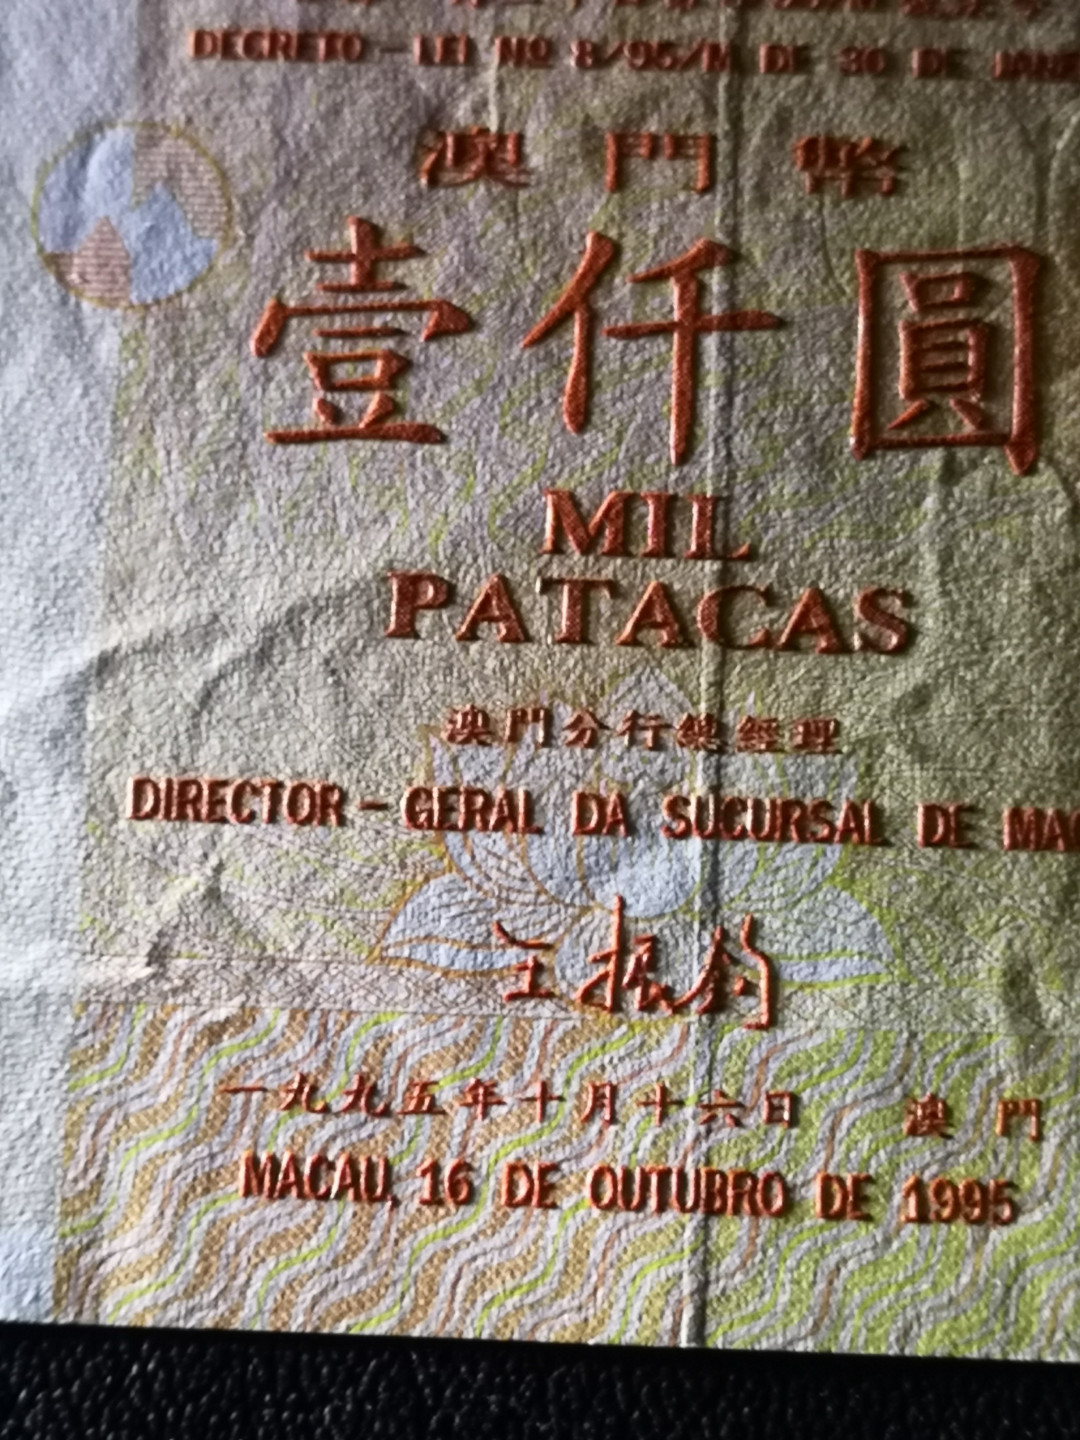 DECRETO - LEI Nº 8/95/M DE 30 DE
澳門幣
壹仟圓
MIL
PATACAS
澳門分行總經理
DIRECTOR - GERAL DA SUCURSAL DE MAC
王振鈞
一九九五年十月十六日 澳門
MACAU, 16 DE OUTUBRO DE 1995